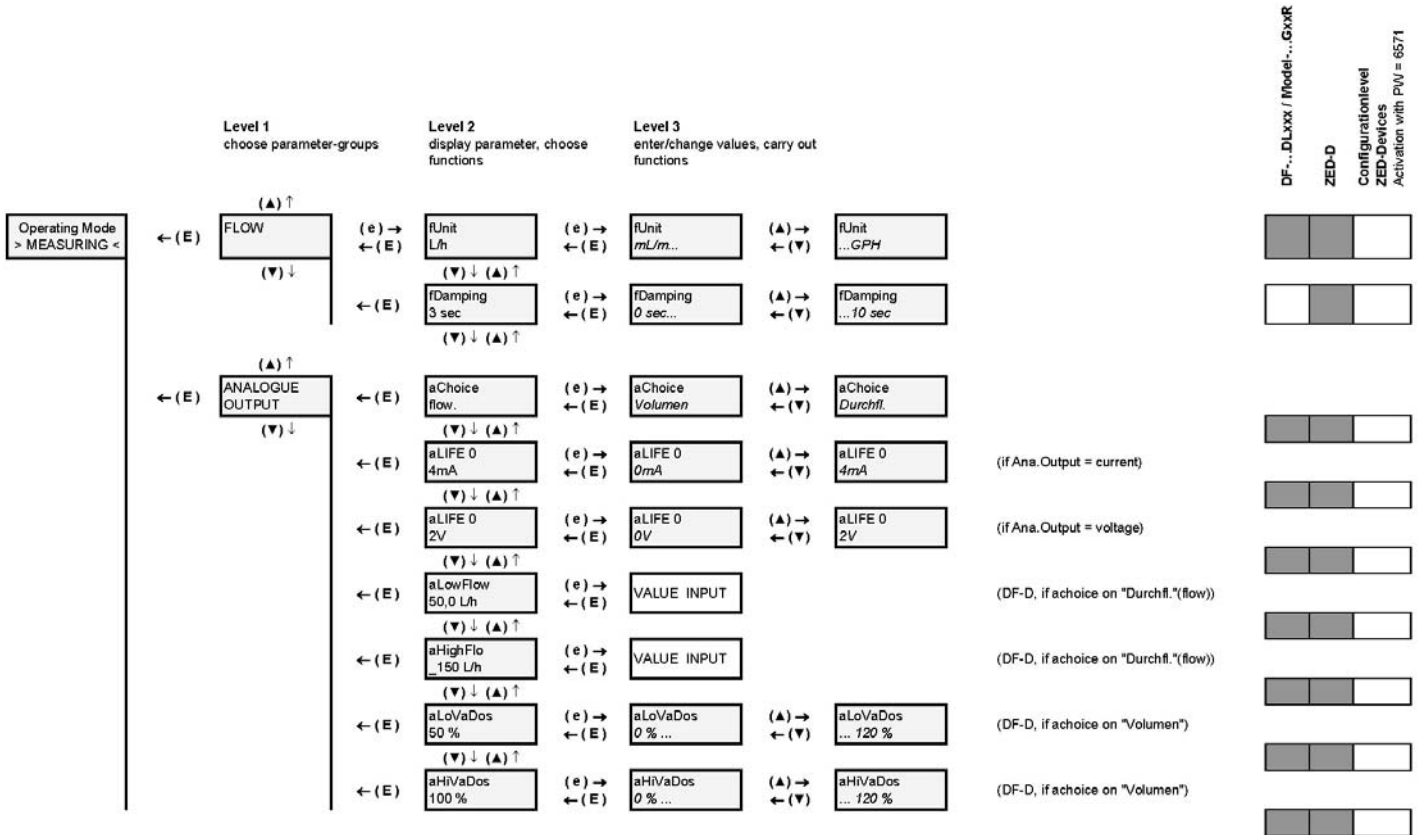 DF-...DLxxx / Model-...GxxR
ZED-D
Configurationlevel
ZED-Devices
Activation with PW = 6571
Level 1
choose parameter-groups
Level 2
display parameter, choose
functions
Level 3
enter/change values, carry out
functions
Operating Mode
> MEASURING <
(▲) ↑
← (E)
FLOW
(▼) ↓
(e) →
← (E)
fUnit
L/h
(e) →
← (E)
fUnit
mL/m...
(▲) →
← (▼)
fUnit
...GPH
(▼) ↓ (▲) ↑
← (E)
fDamping
3 sec
(e) →
← (E)
fDamping
0 sec...
(▲) →
← (▼)
fDamping
...10 sec
(▼) ↓ (▲) ↑
(▲) ↑
← (E)
ANALOGUE
OUTPUT
(▼) ↓
← (E)
aChoice
flow.
(e) →
← (E)
aChoice
Volumen
(▲) →
← (▼)
aChoice
Durchfl.
(▼) ↓ (▲) ↑
← (E)
aLIFE 0
4mA
(e) →
← (E)
aLIFE 0
0mA
(▲) →
← (▼)
aLIFE 0
4mA
(if Ana.Output = current)
(▼) ↓ (▲) ↑
← (E)
aLIFE 0
2V
(e) →
← (E)
aLIFE 0
0V
(▲) →
← (▼)
aLIFE 0
2V
(if Ana.Output = voltage)
(▼) ↓ (▲) ↑
← (E)
aLowFlow
50,0 L/h
(e) →
← (E)
VALUE INPUT
(DF-D, if achoice on "Durchfl."(flow))
(▼) ↓ (▲) ↑
← (E)
aHighFlo
_150 L/h
(e) →
← (E)
VALUE INPUT
(DF-D, if achoice on "Durchfl."(flow))
(▼) ↓ (▲) ↑
← (E)
aLoVaDos
50 %
(e) →
← (E)
aLoVaDos
0 % ...
(▲) →
← (▼)
aLoVaDos
... 120 %
(DF-D, if achoice on "Volumen")
(▼) ↓ (▲) ↑
← (E)
aHiVaDos
100 %
(e) →
← (E)
aHiVaDos
0 % ...
(▲) →
← (▼)
aHiVaDos
... 120 %
(DF-D, if achoice on "Volumen")